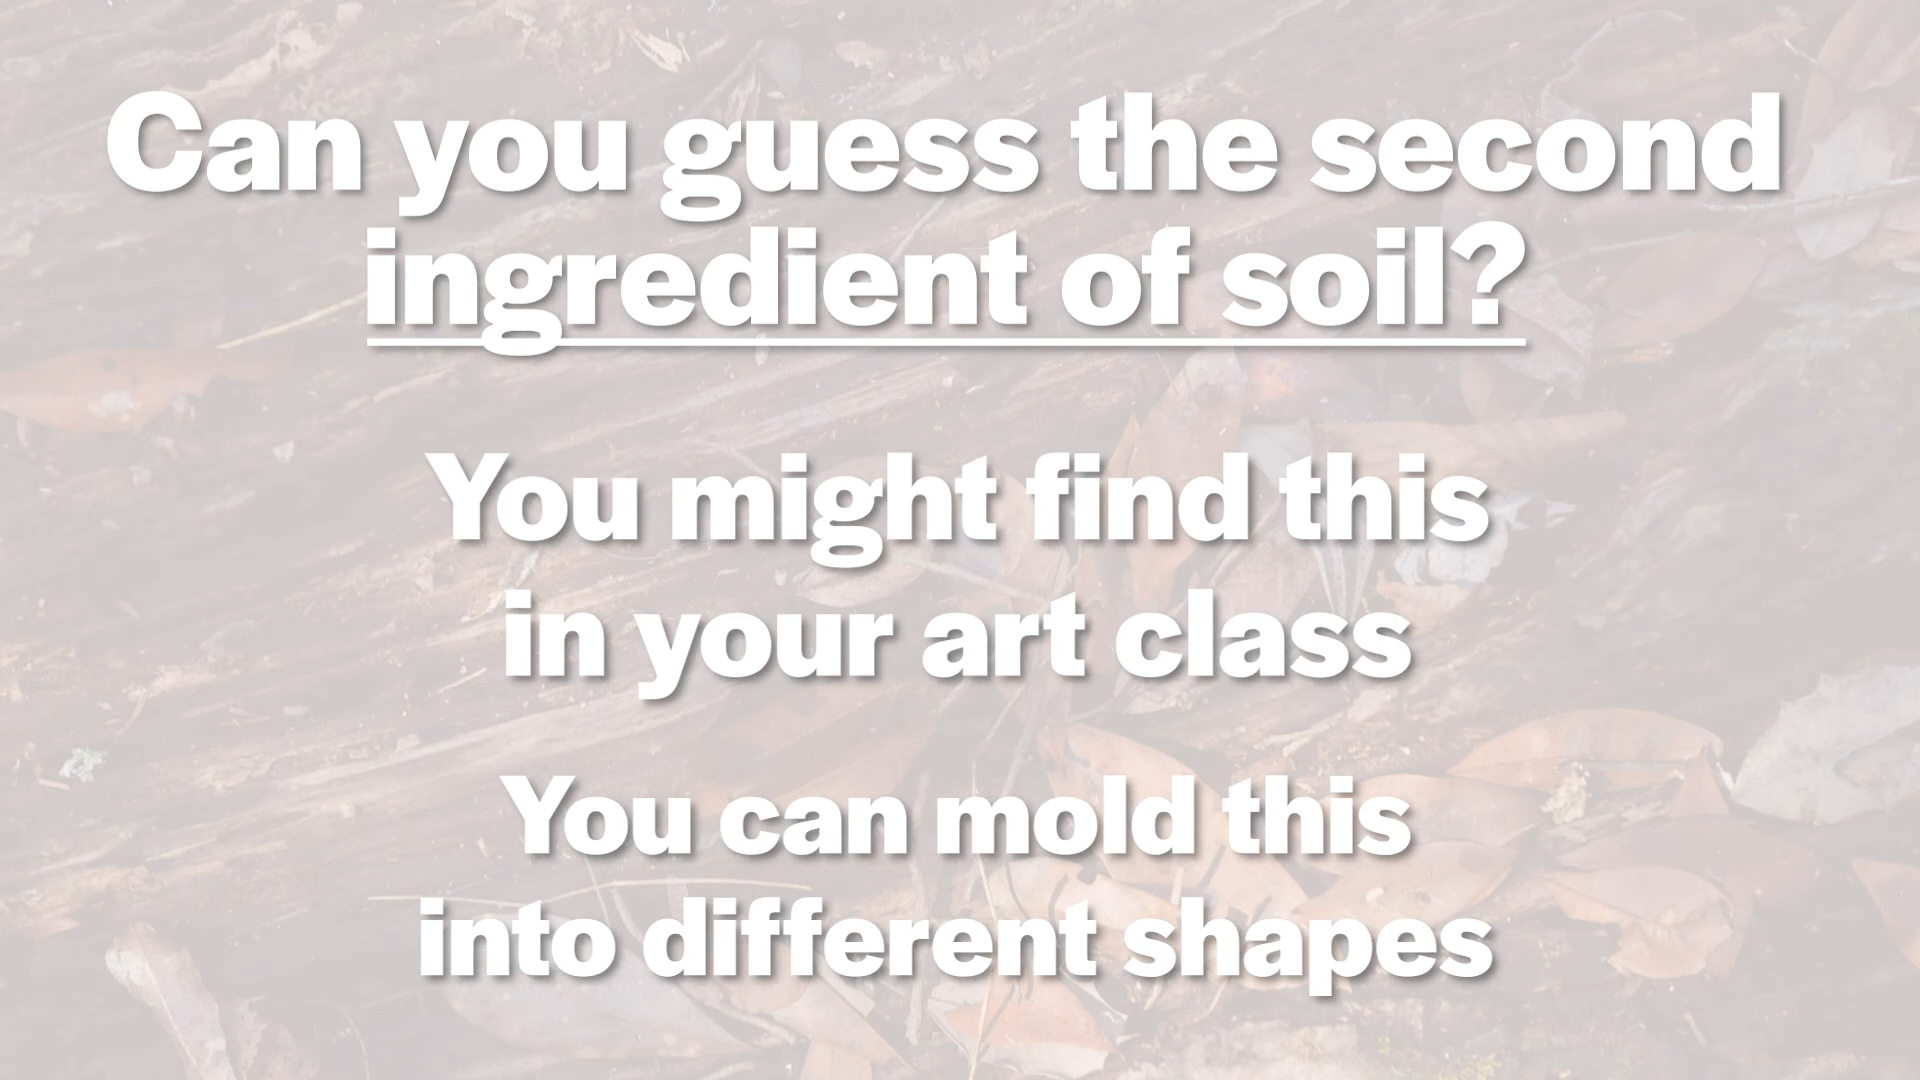 Can you guess the second
ingredient of soil?
You might find this
in your art class
You can mold this
into different shapes